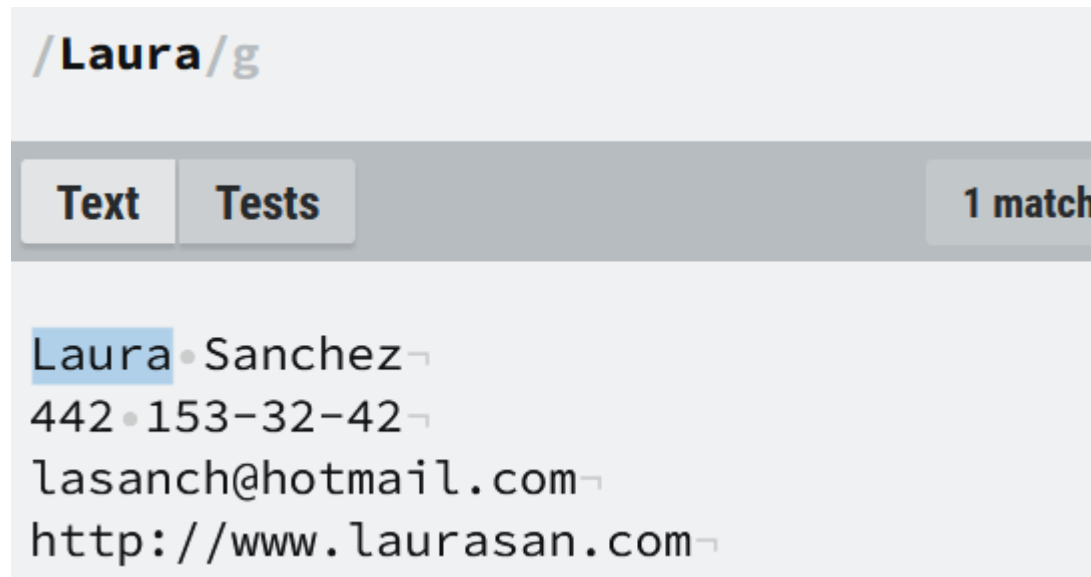 /Laura/g
Text Tests 1 match
Laura•Sanchez¬
442•153-32-42¬
lasanch@hotmail.com¬
http://www.laurasan.com¬